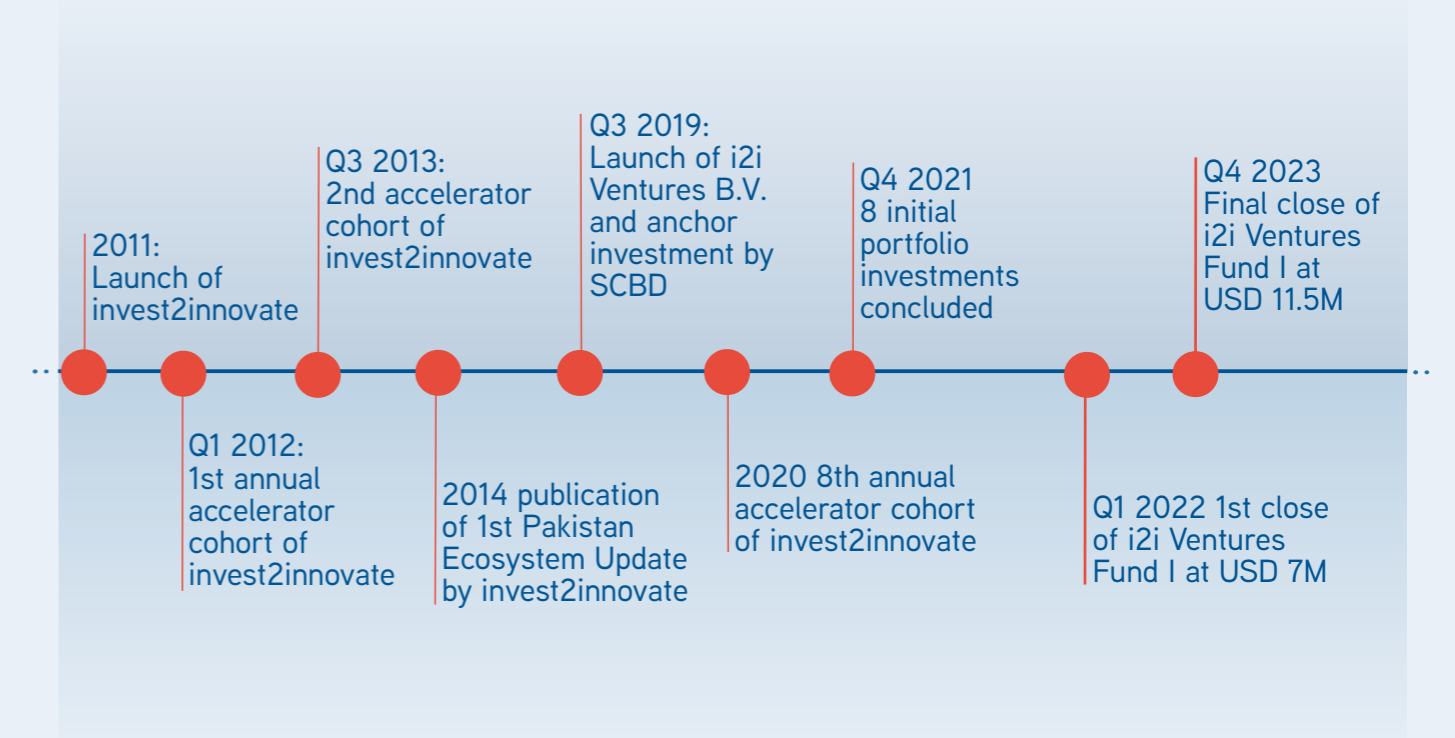 2011:
Launch of
invest2innovate
Q1 2012:
1st annual
accelerator
cohort of
invest2innovate
Q3 2013:
2nd accelerator
cohort of
invest2innovate
2014 publication
of 1st Pakistan
Ecosystem Update
by invest2innovate
Q3 2019:
Launch of i2i
Ventures B.V.
and anchor
investment by
SCBD
2020 8th annual
accelerator cohort
of invest2innovate
Q4 2021
8 initial
portfolio
investments
concluded
Q1 2022 1st close
of i2i Ventures
Fund I at USD 7M
Q4 2023
Final close of
i2i Ventures
Fund I at
USD 11.5M